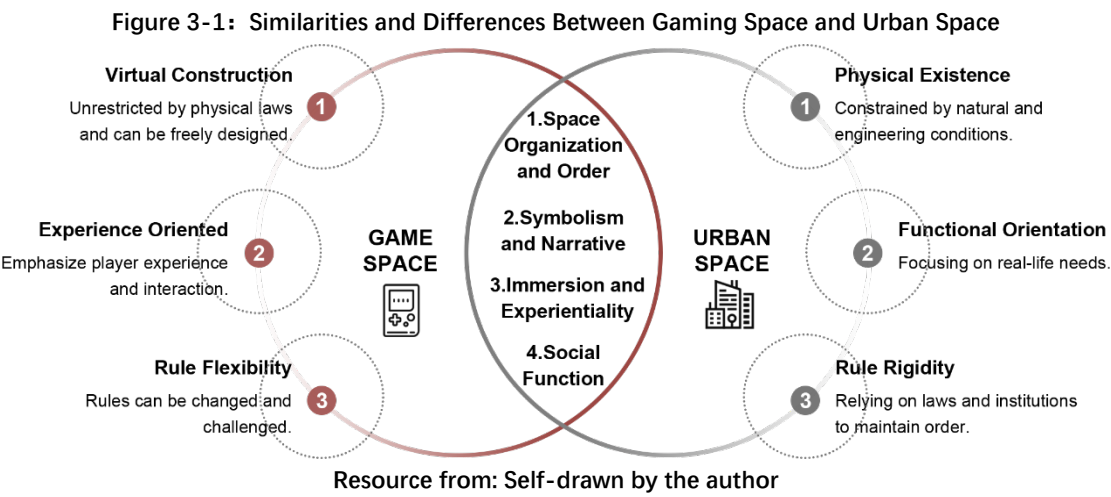 Figure 3-1：Similarities and Differences Between Gaming Space and Urban Space
Virtual Construction
Unrestricted by physical laws
and can be freely designed.
1
Experience Oriented
Emphasize player experience
and interaction.
2
Rule Flexibility
Rules can be changed and
challenged.
3
GAME
SPACE
1.Space
Organization
and Order
2.Symbolism
and Narrative
3.Immersion and
Experientiality
4.Social
Function
URBAN
SPACE
1
Physical Existence
Constrained by natural and
engineering conditions.
2
Functional Orientation
Focusing on real-life needs.
3
Rule Rigidity
Relying on laws and institutions
to maintain order.
Resource from: Self-drawn by the author